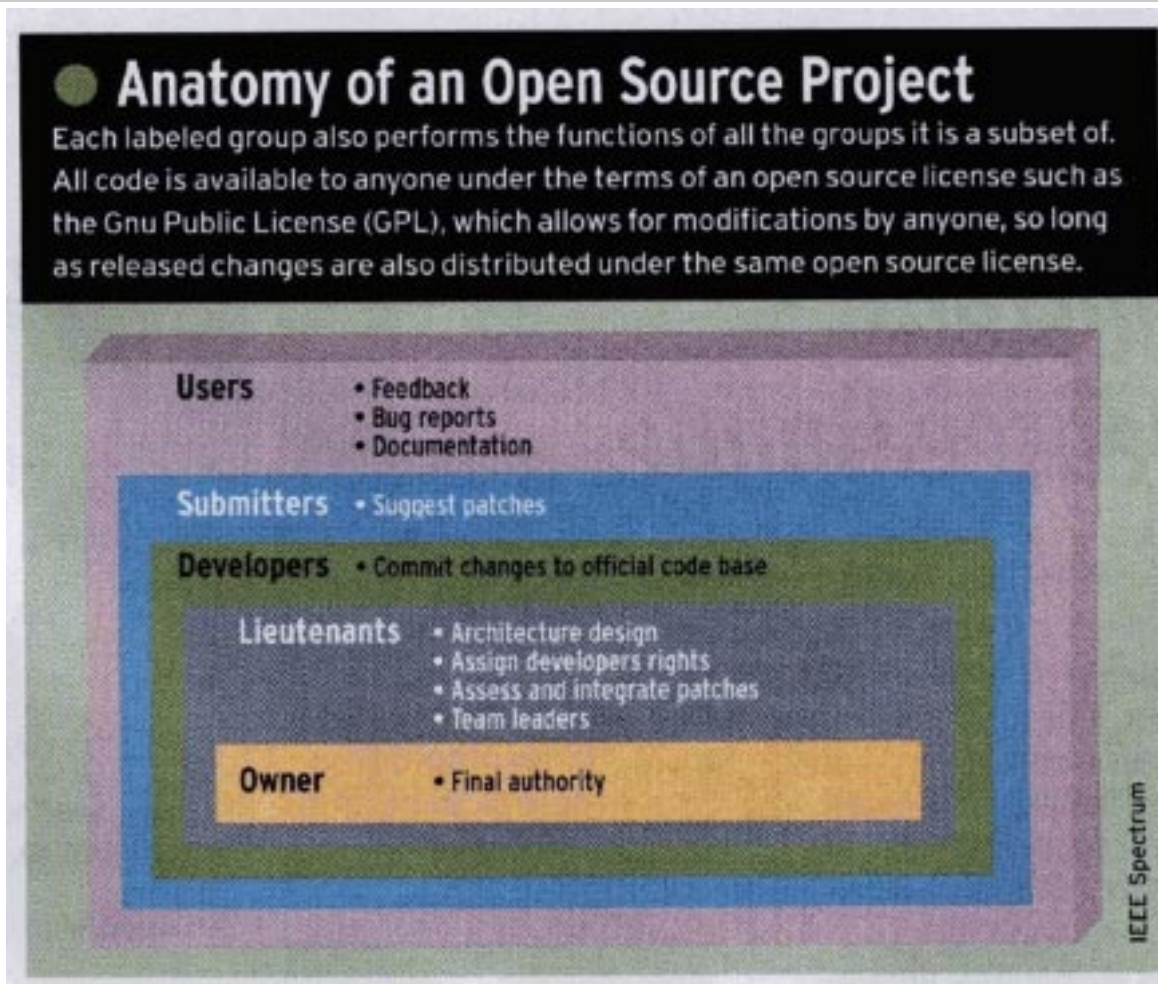 Anatomy of an Open Source Project
Each labeled group also performs the functions of all the groups it is a subset of.
All code is available to anyone under the terms of an open source license such as
the Gnu Public License (GPL), which allows for modifications by anyone, so long
as released changes are also distributed under the same open source license.
Users
• Feedback
• Bug reports
• Documentation
Submitters • Suggest patches
Developers • Commit changes to official code base
Lieutenants • Architecture design
• Assign developers rights
• Assess and integrate patches
• Team leaders
Owner • Final authority
IEEE Spectrum